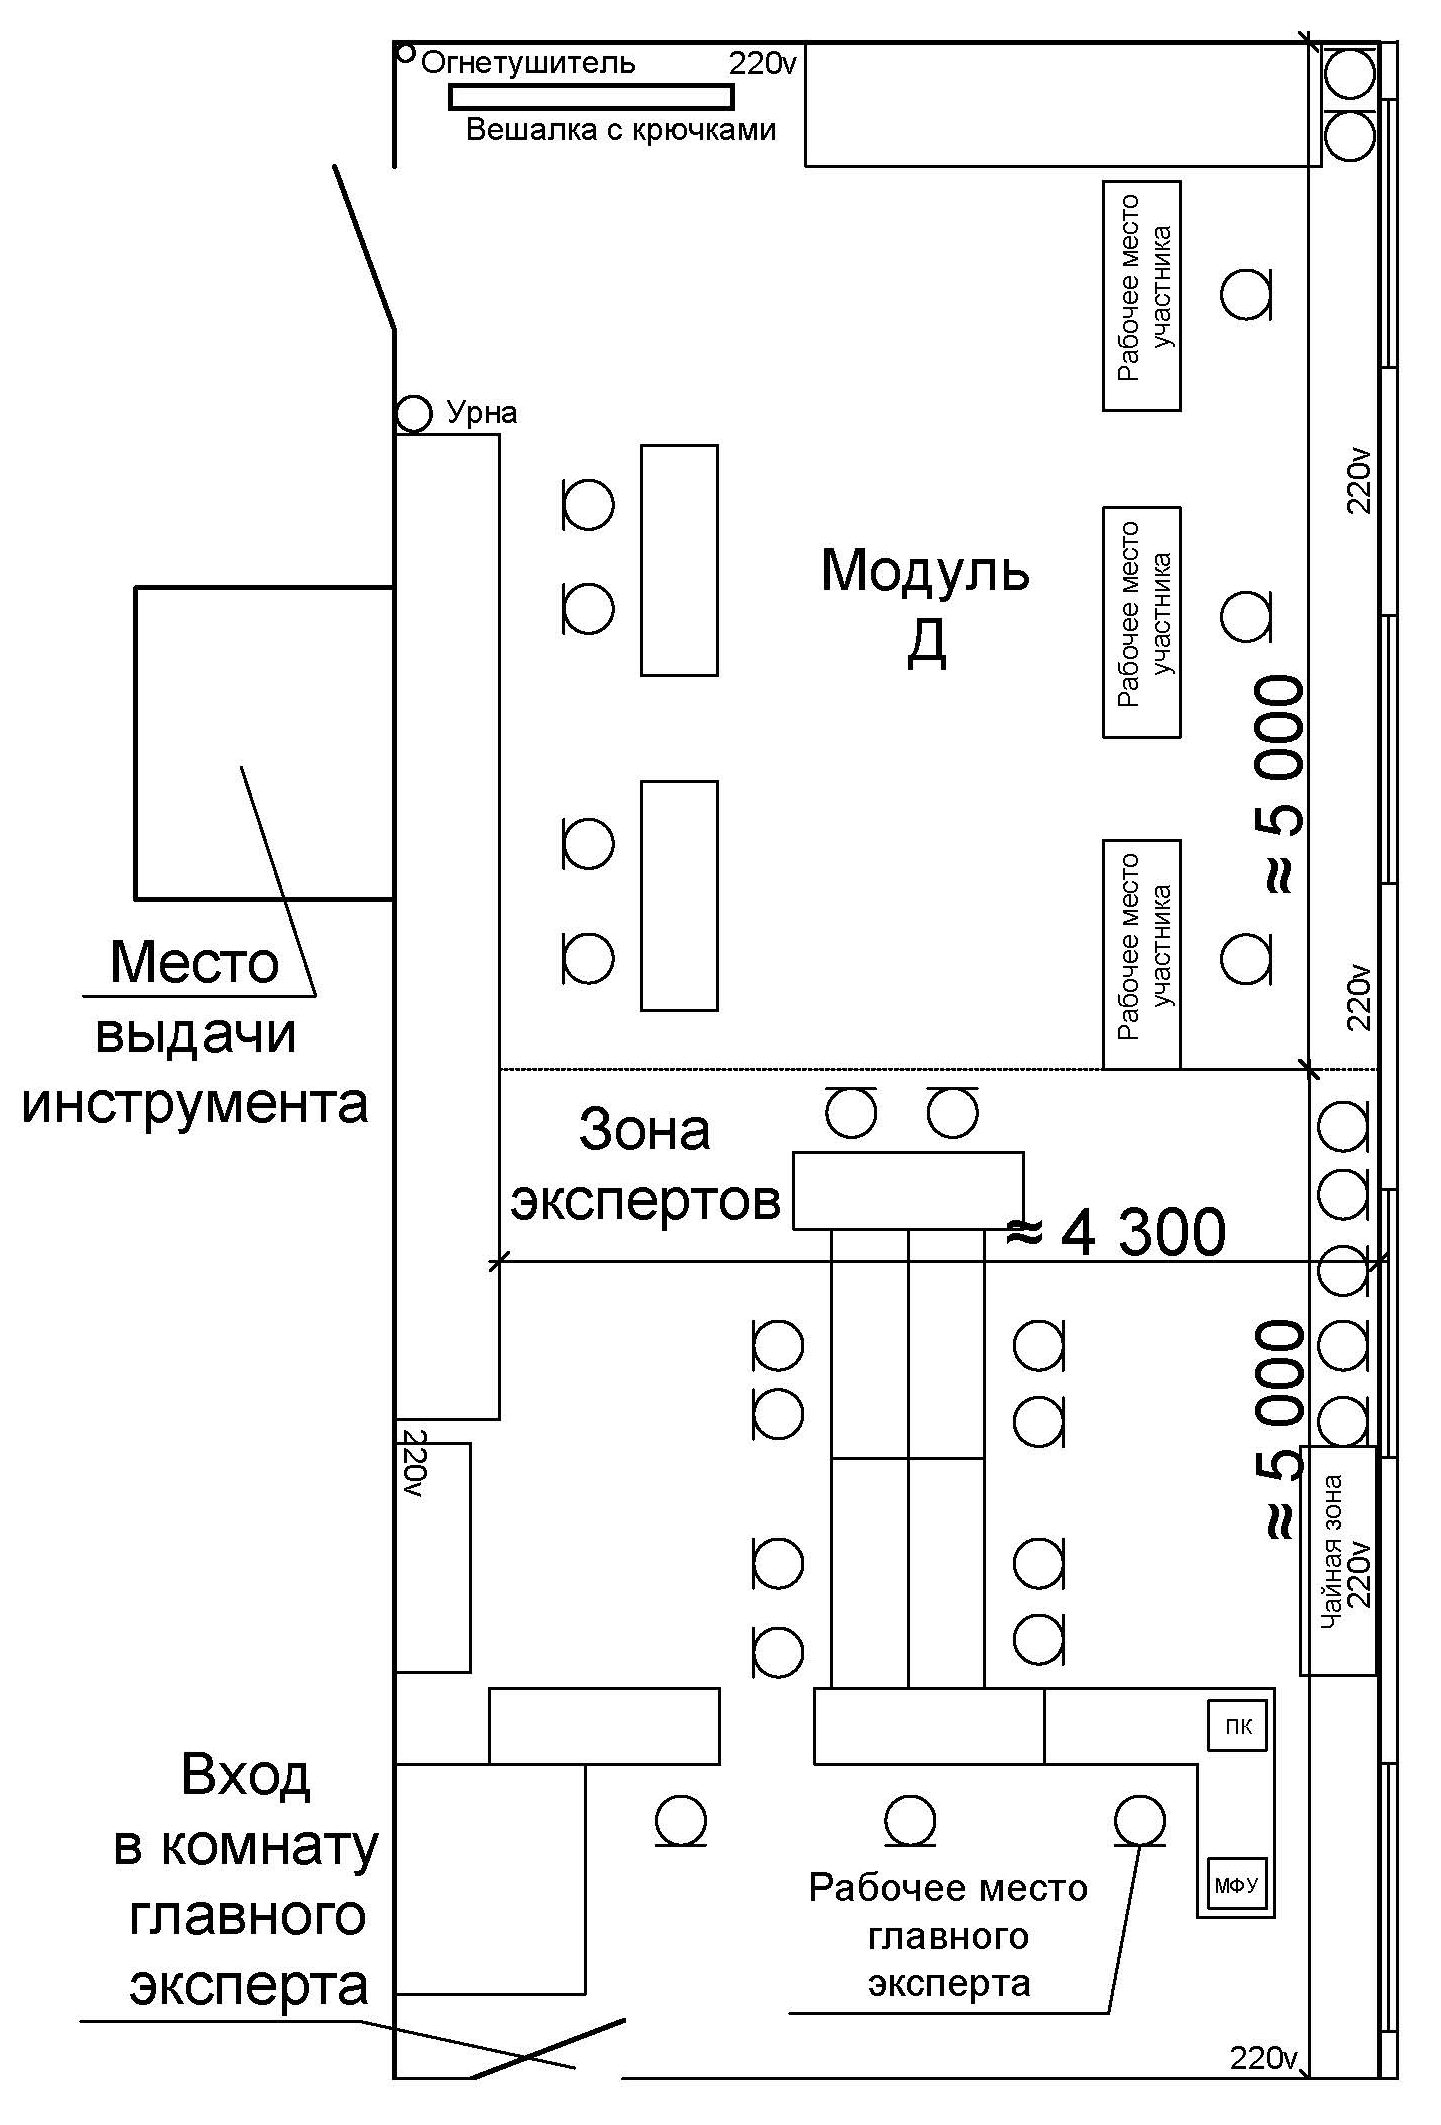 Огнетушитель
220v
Вешалка с крючками
Рабочее место
участника
Урна
220v
Модуль
Д
Рабочее место
участника
≈ 5 000
Рабочее место
участника
220v
Место
выдачи
инструмента
Зона
экспертов
≈ 4 300
≈ 5 000
220v
Чайная зона
220v
ПК
Вход
в комнату
главного
эксперта
МФУ
Рабочее место
главного
эксперта
220v